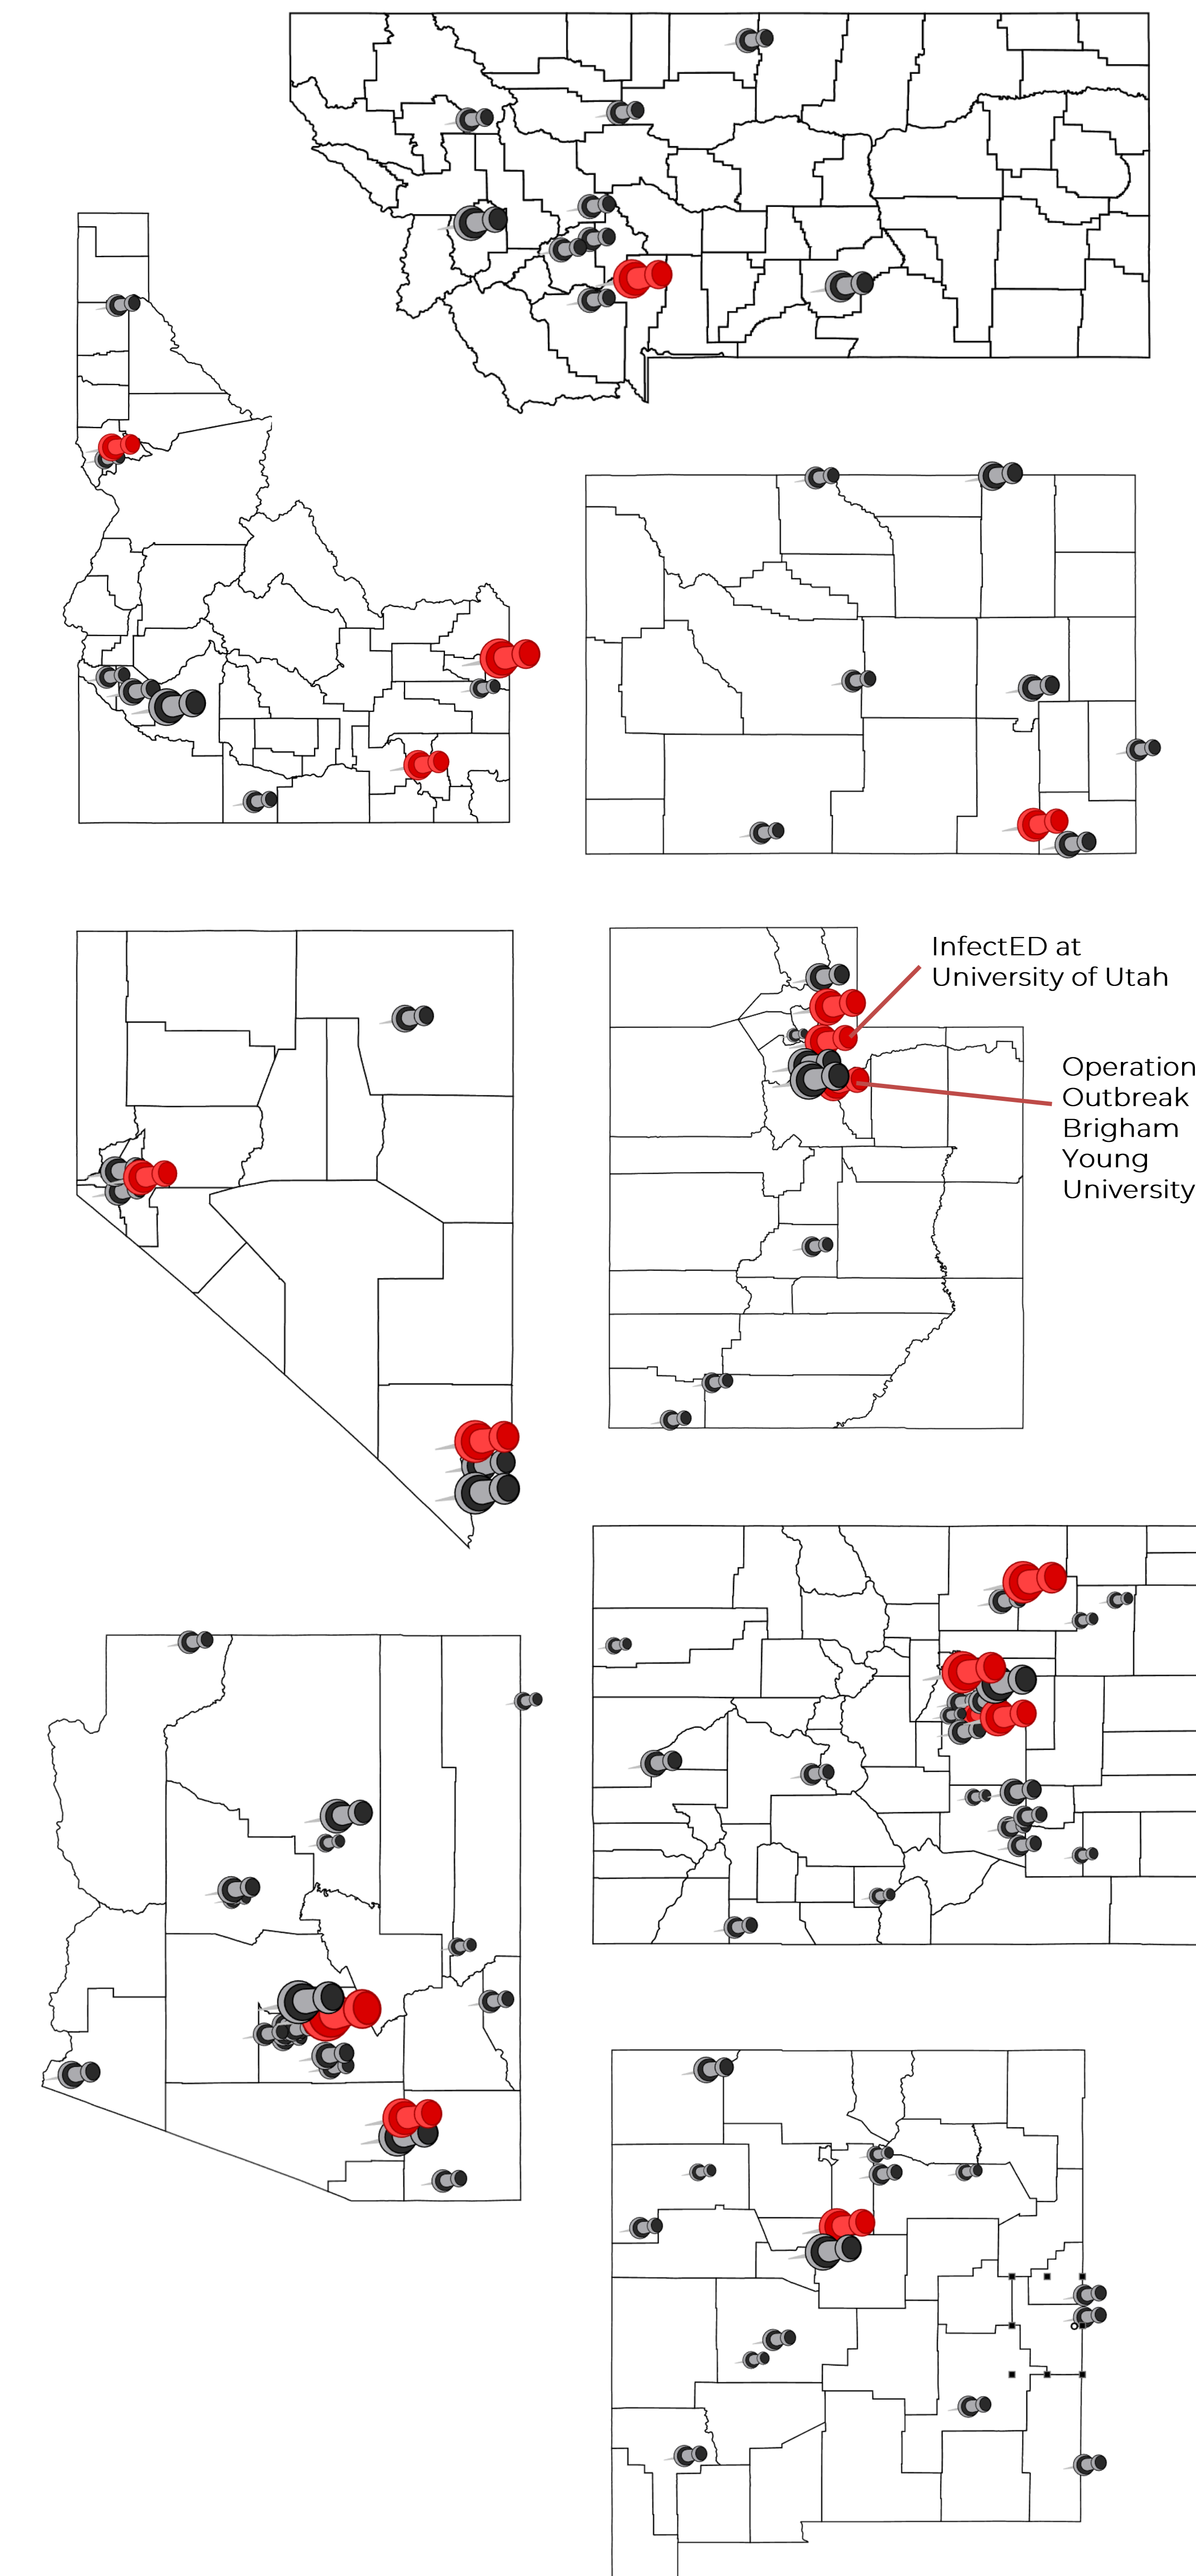 InfectED at
University of Utah
Operation
Outbreak
Brigham
Young
University